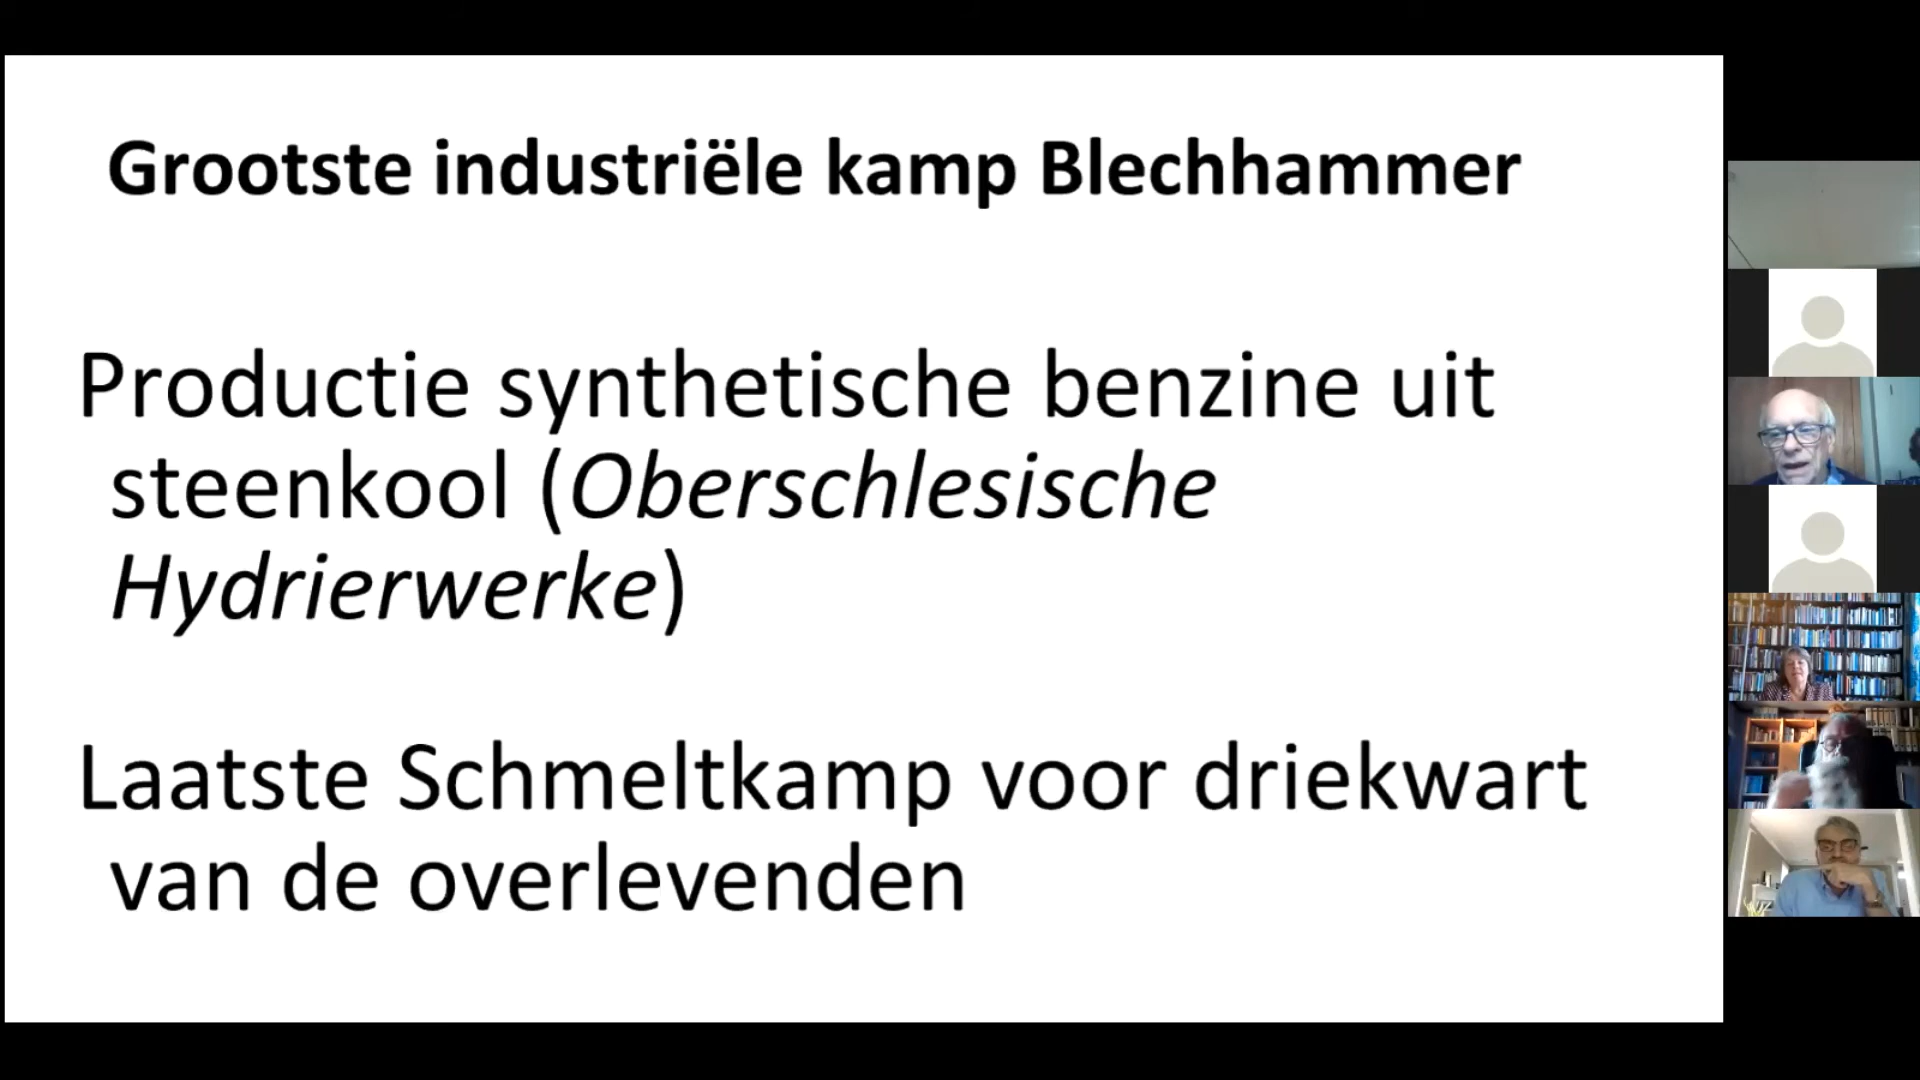 Grootste industriële kamp Blechhammer
Productie synthetische benzine uit
steenkool (Oberschlesische
Hydrierwerke)
Laatste Schmeltkamp voor driekwart
van de overlevenden